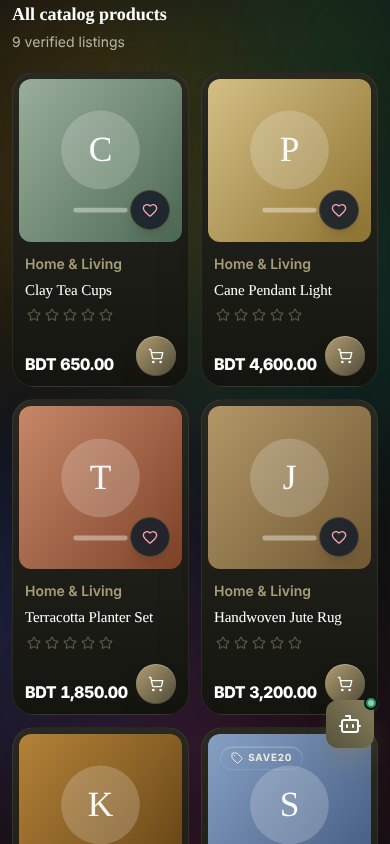 All catalog products
9 verified listings
C
P
Home & Living
Home & Living
Clay Tea Cups
Cane Pendant Light
BDT 650.00
BDT 4,600.00
T
J
Home & Living
Home & Living
Terracotta Planter Set
Handwoven Jute Rug
BDT 1,850.00
BDT 3,200.00
SAVE20
K
S